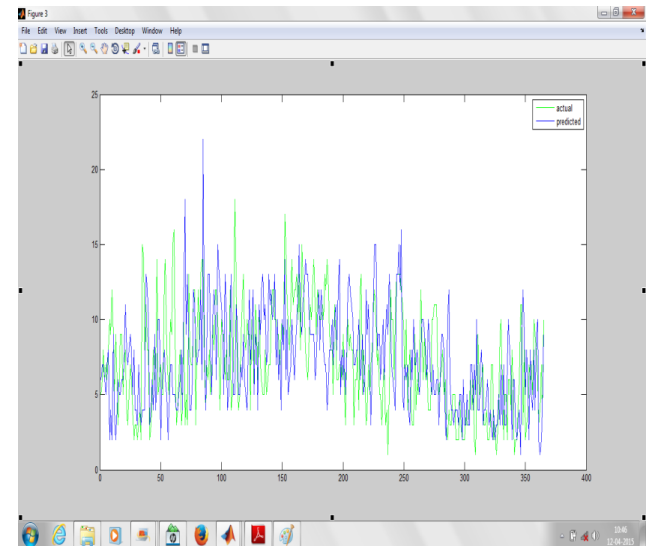 Figure 3
File Edit View Insert Tools Desktop Window Help
25
20
15
10
5
0
0 50 100 150 200 250 300 350 400
actual
predicted
10:46
12-04-2015